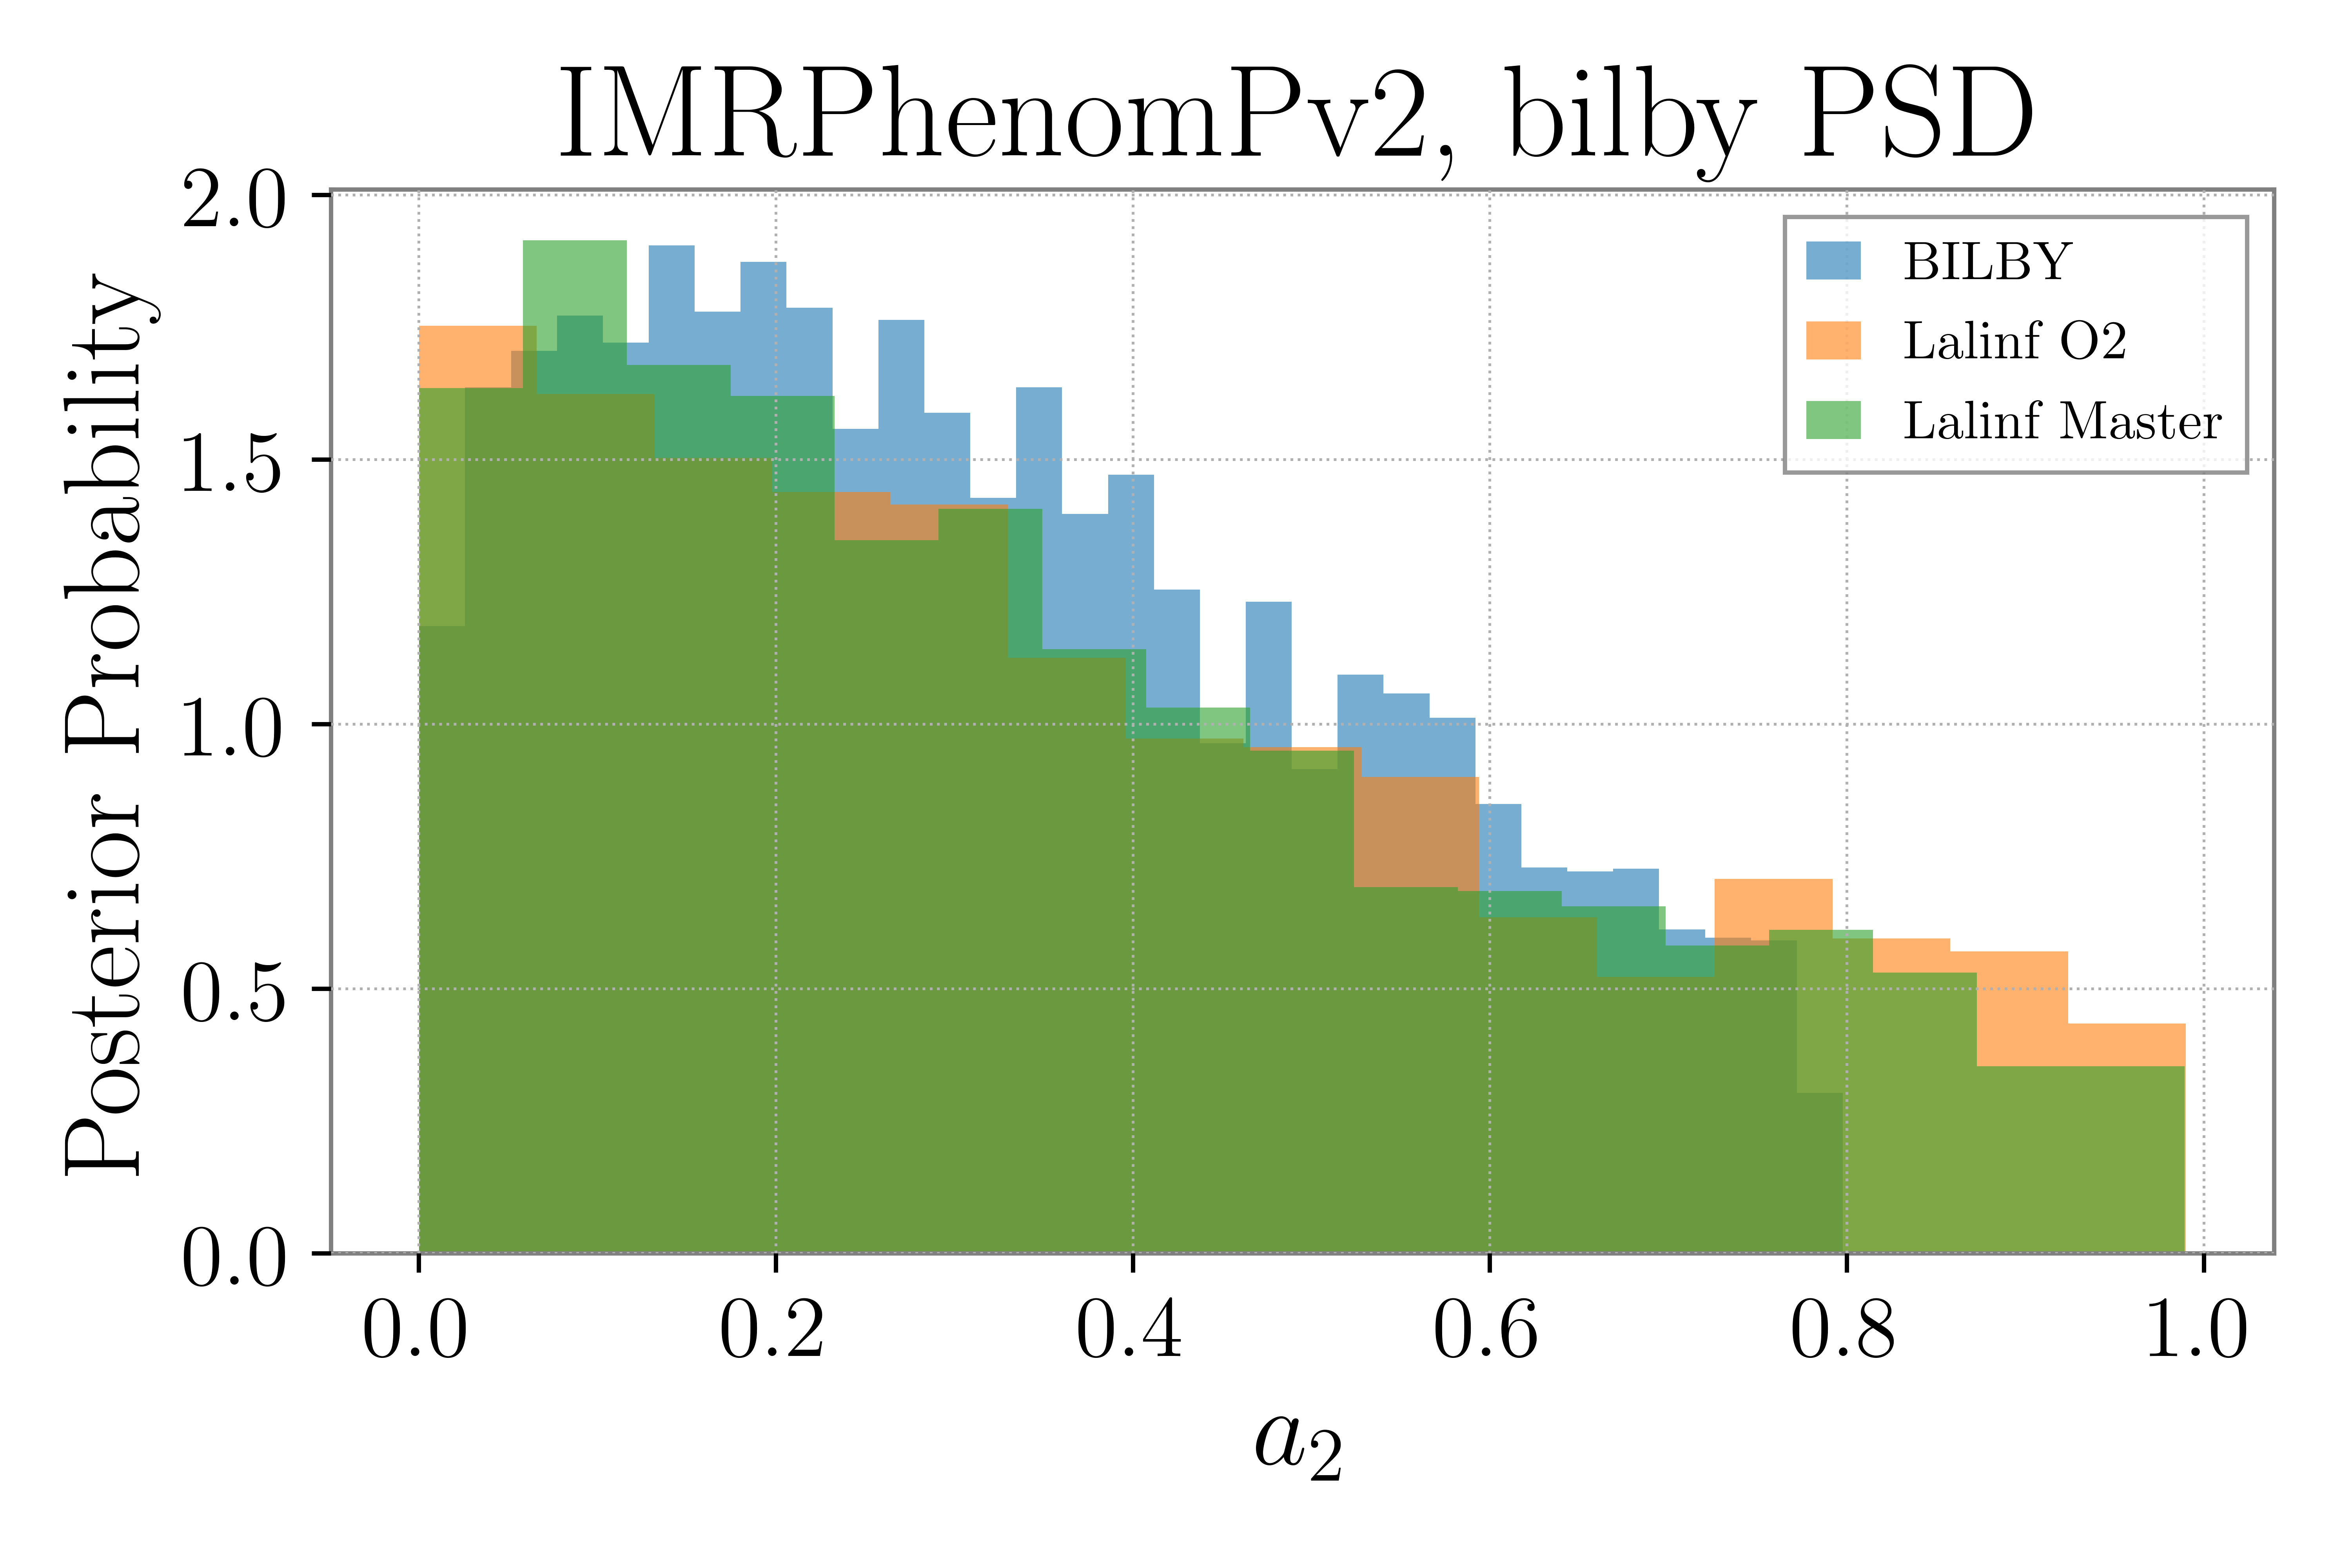 IMRPhenomPv2, bilby PSD
Posterior Probability
2.0
1.5
1.0
0.5
0.0
BILBY
Lalinf O2
Lalinf Master
0.0 0.2 0.4 0.6 0.8 1.0
a₂